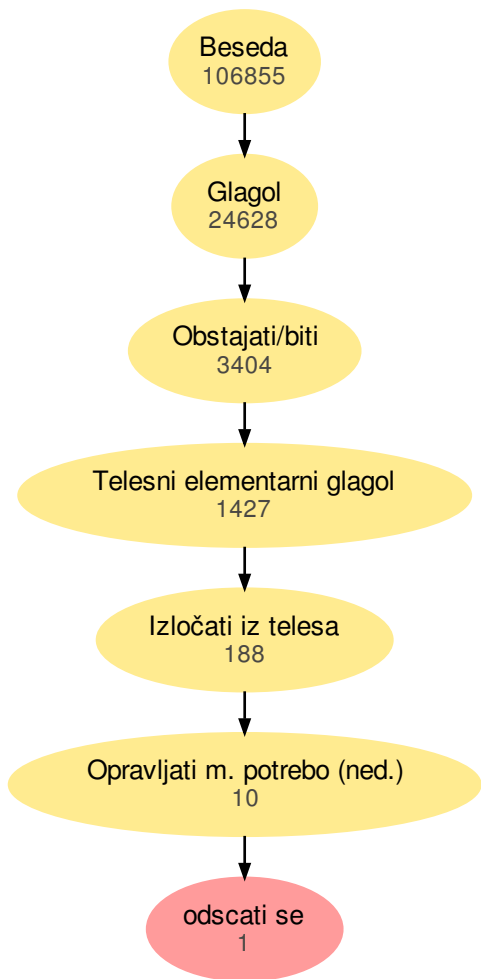 Beseda
106855
Glagol
24628
Obstajati/biti
3404
Telesni elementarni glagol
1427
Izločati iz telesa
188
Opravljati m. potrebo (ned.)
10
odscati se
1